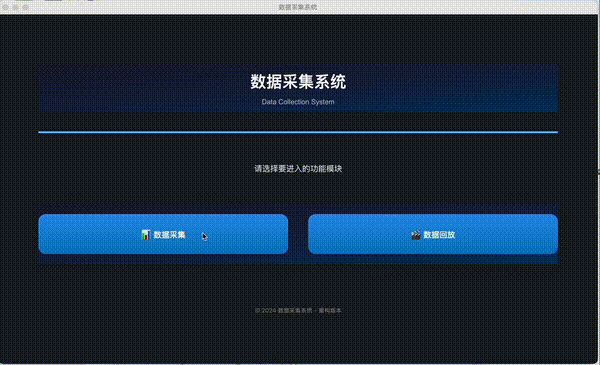 数据采集系统
数据采集系统
Data Collection System
请选择要进入的功能模块
数据采集
数据回放
© 2024 数据采集系统 - 重构版本